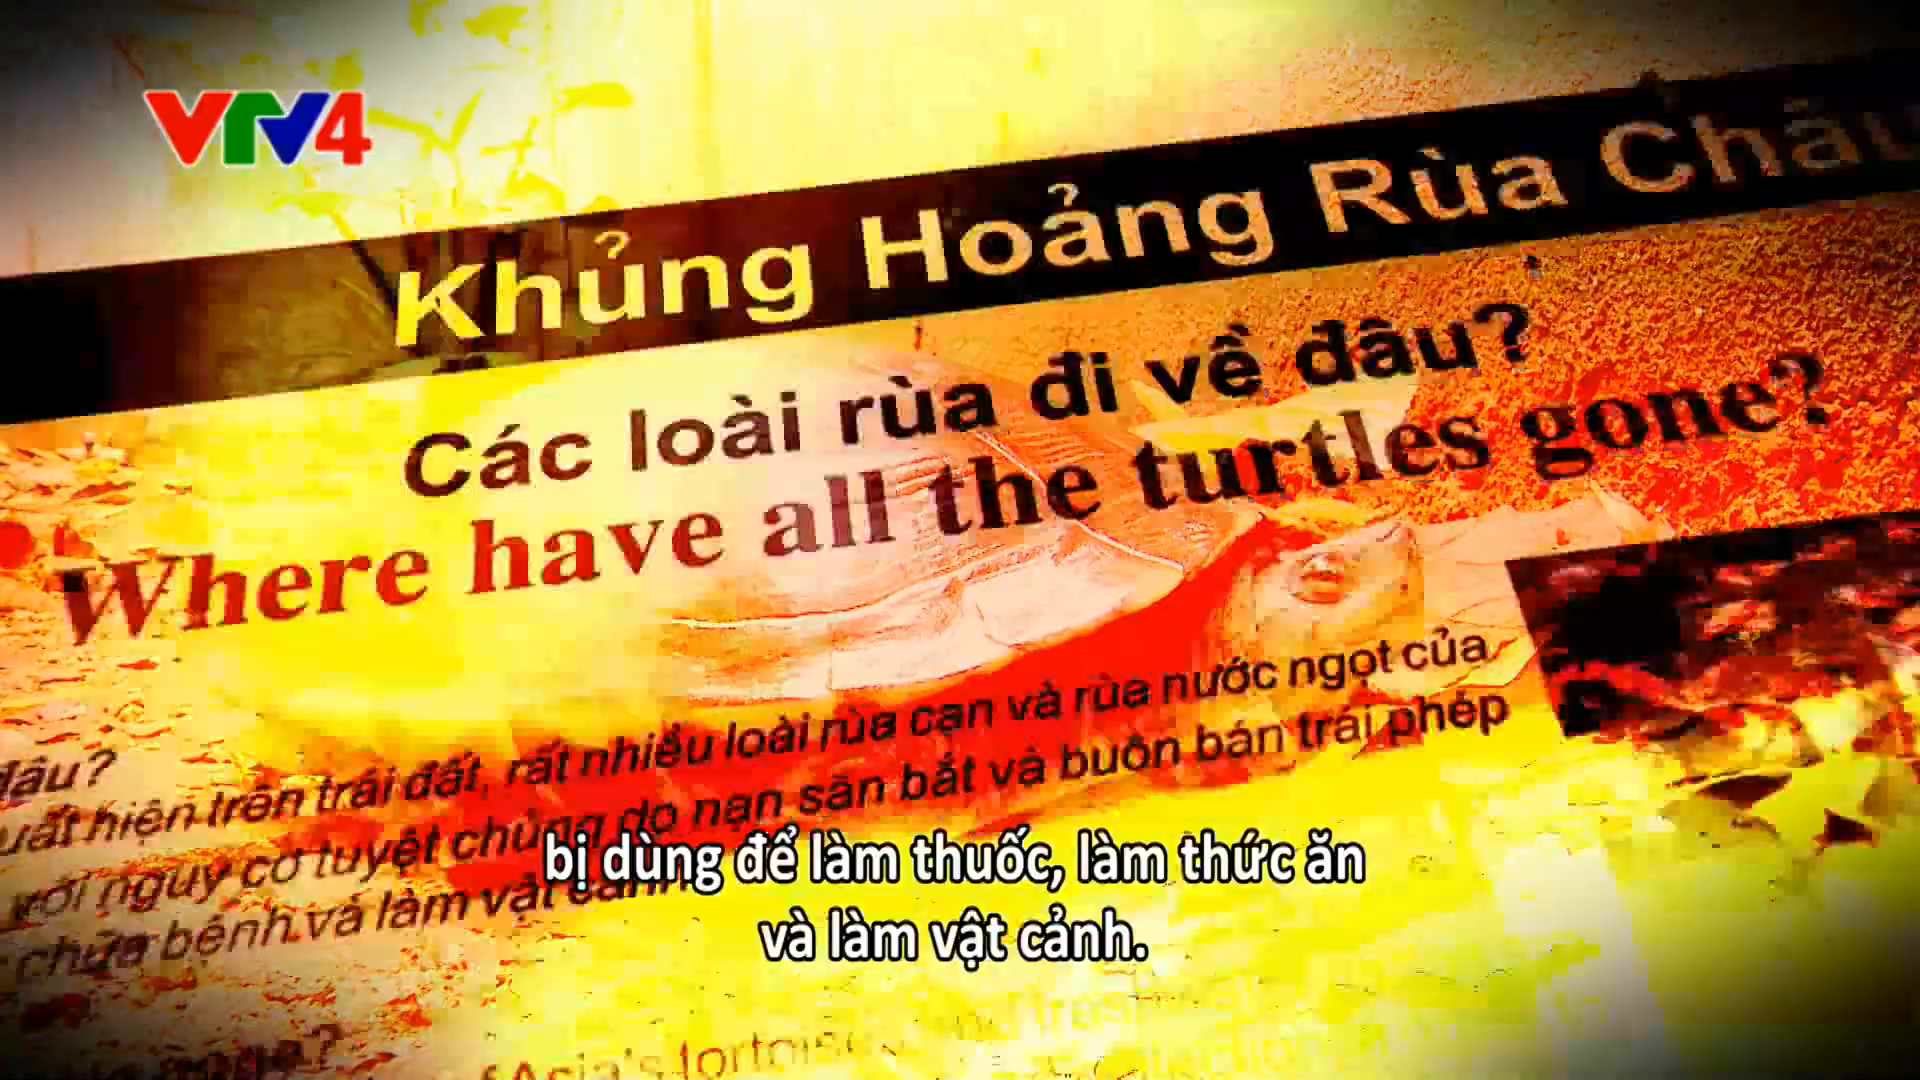 VTV4
Khủng Hoảng Rùa Châu
Các loài rùa đi về đâu?
Where have all the turtles gone?
đâu?
xuất hiện trên trái đất, rất nhiều loài rùa cạn và rùa nước ngọt của
với nguy cơ tuyệt chủng do nạn săn bắt và buôn bán trái phép
chữa bệnh và làm vật cảnh
bị dùng để làm thuốc, làm thức ăn
và làm vật cảnh.
Asia's tortoise